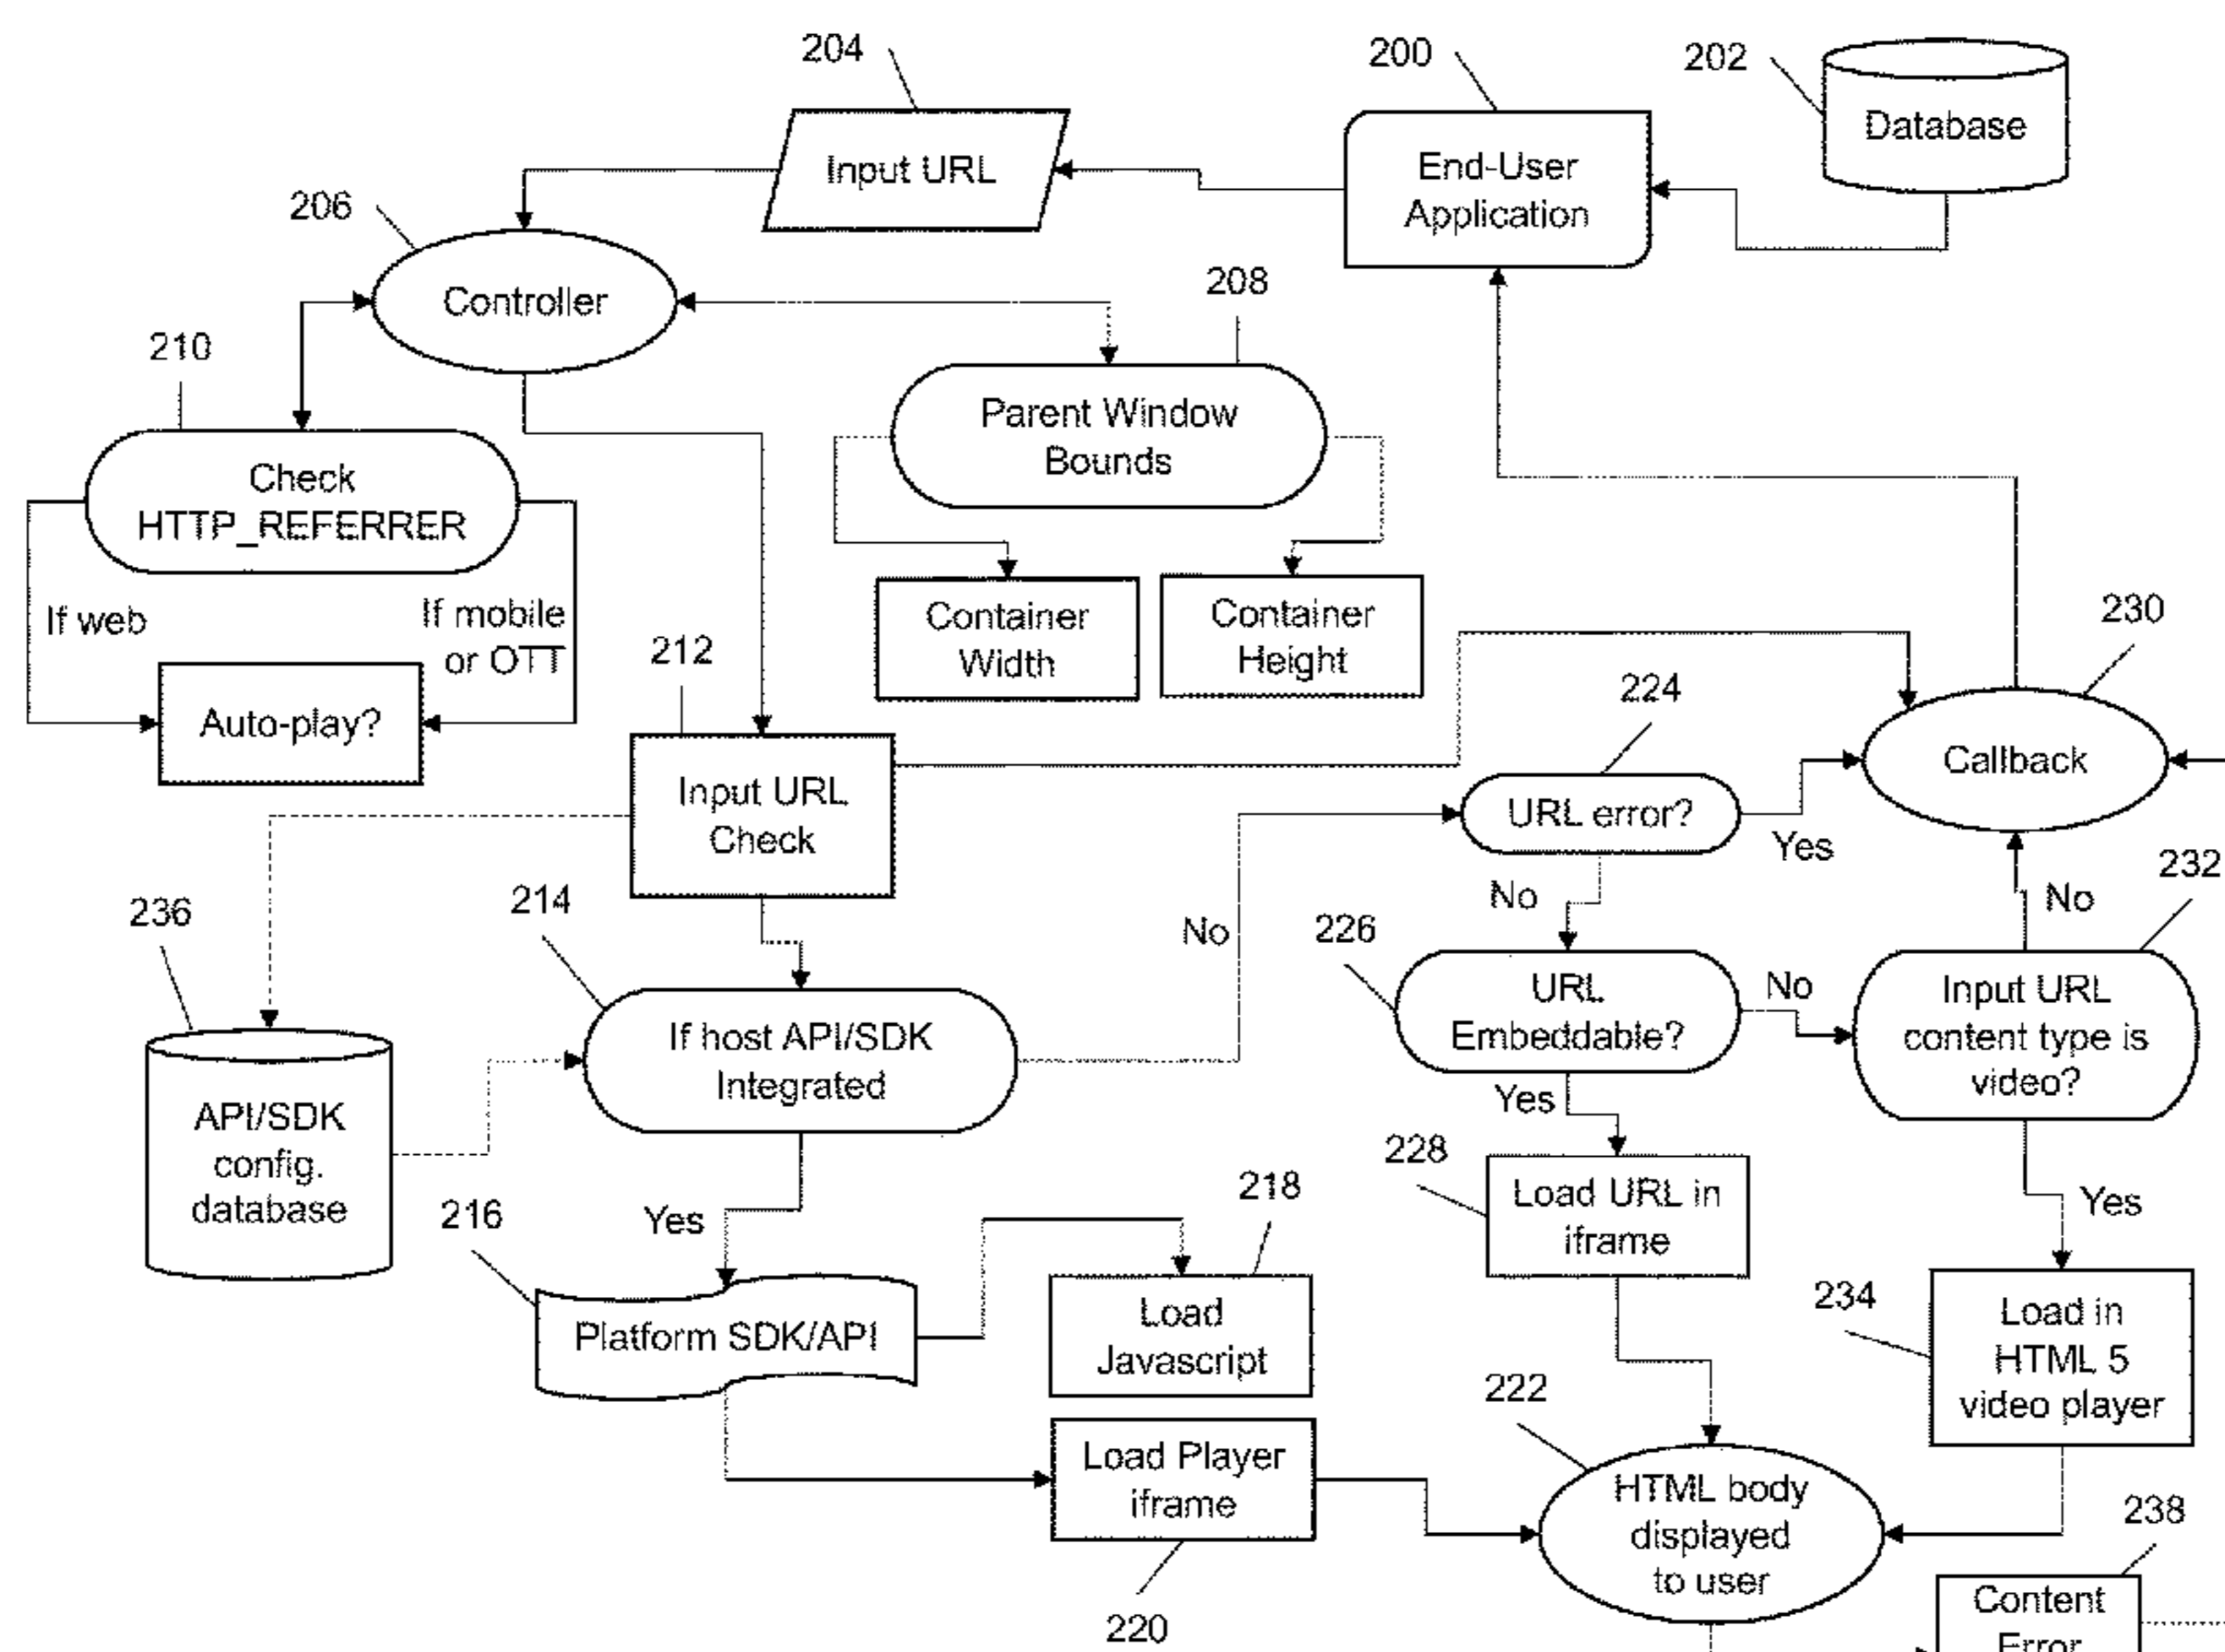 204
200
202
Database
Input URL
End-User
Application
206
Controller
208
210
Parent Window
Bounds
Check
HTTP_REFERRER
If web
If mobile
or OTT
Container
Width
Container
Height
212
230
224
Auto-play?
Callback
Input URL
Check
URL error?
Yes
232
No
No
236
214
No
226
URL
Embeddable?
No
Input URL
content type is
video?
If host API/SDK
Integrated
API/SDK
config.
database
Yes
228
218
Load URL in
iframe
Yes
216
Yes
Platform SDK/API
Load
Javascript
234
Load in
HTML 5
video player
222
Load Player
iframe
HTML body
displayed
to user
238
220
Content
Error